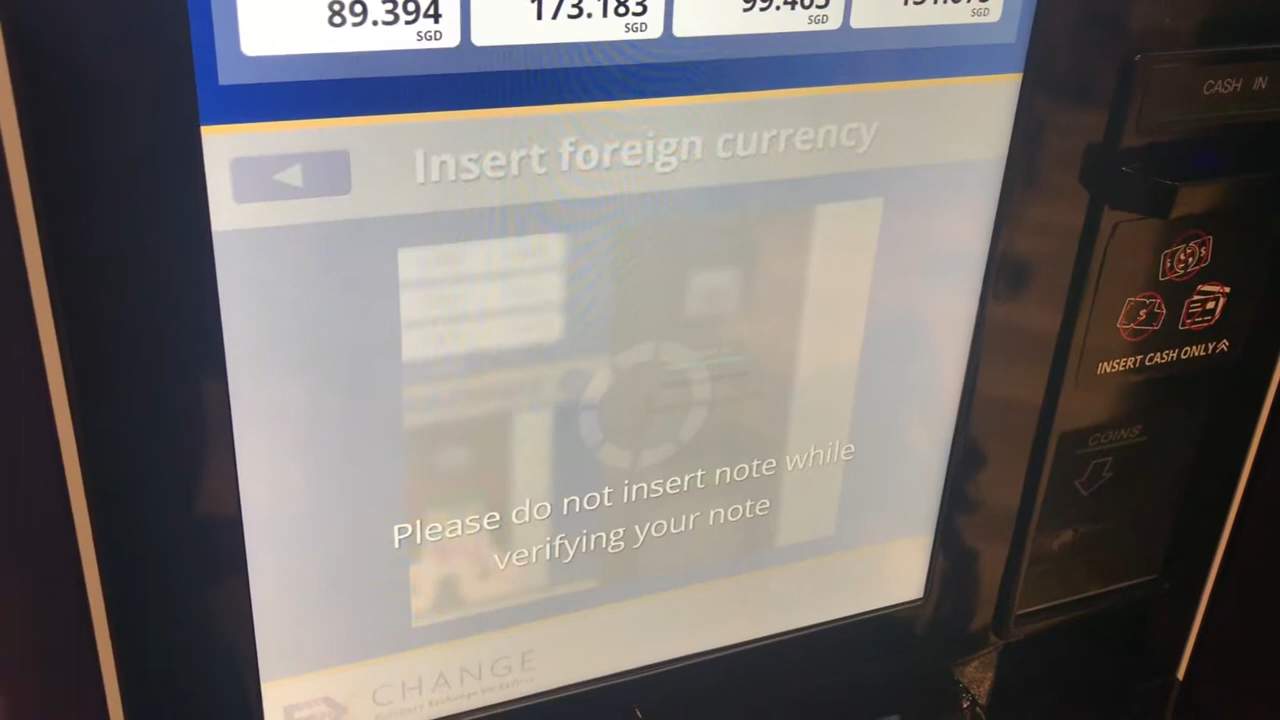 89.394
SGD
173.183
SGD
SGD
SGD
CASH IN
Insert foreign currency
INSERT CASH ONLY
COINS
Please do not insert note while
verifying your note
CHANGE